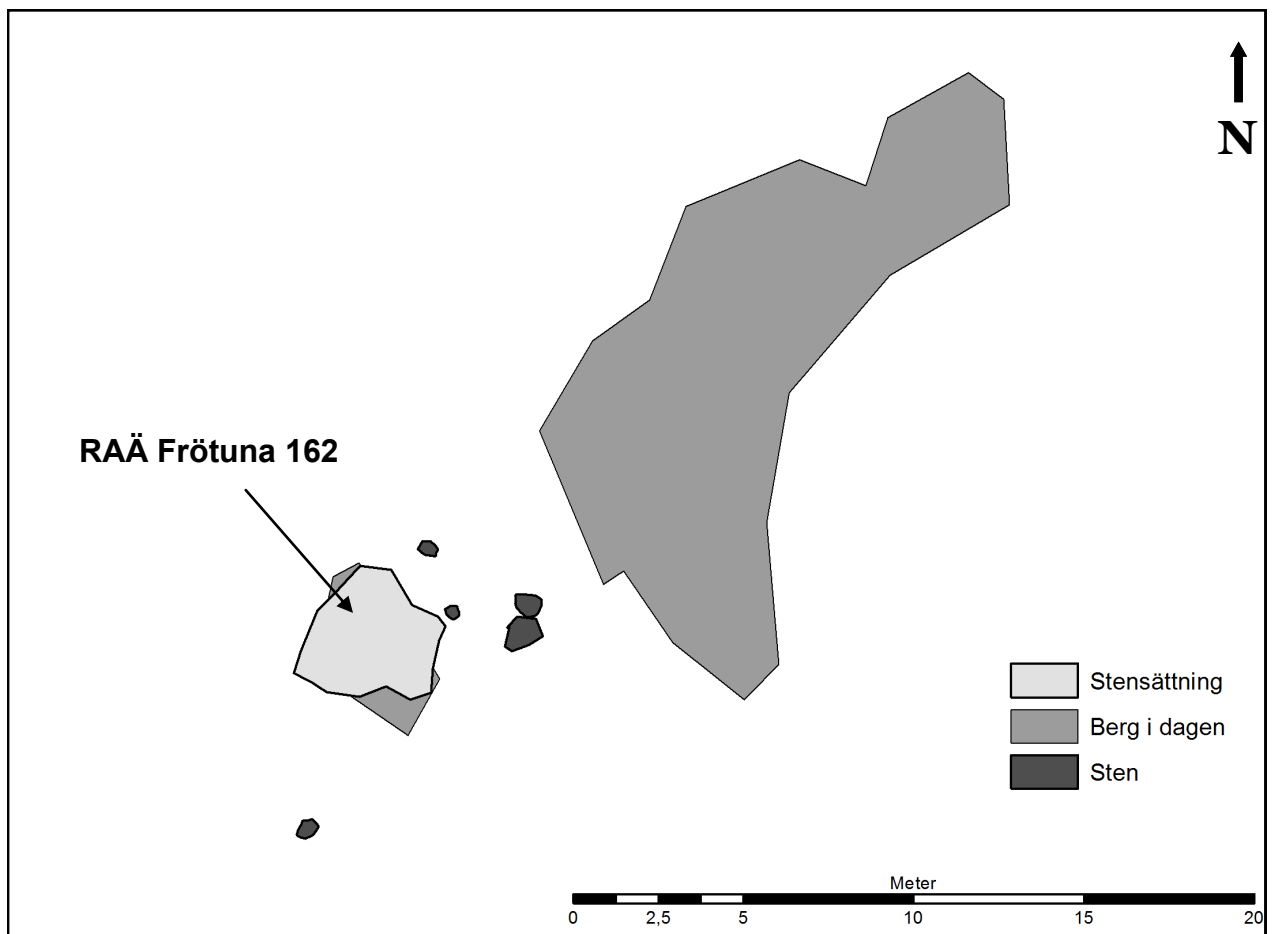 N
RAÄ Frötuna 162
Stensättning
Berg i dagen
Sten
Meter
0 2,5 5 10 15 20